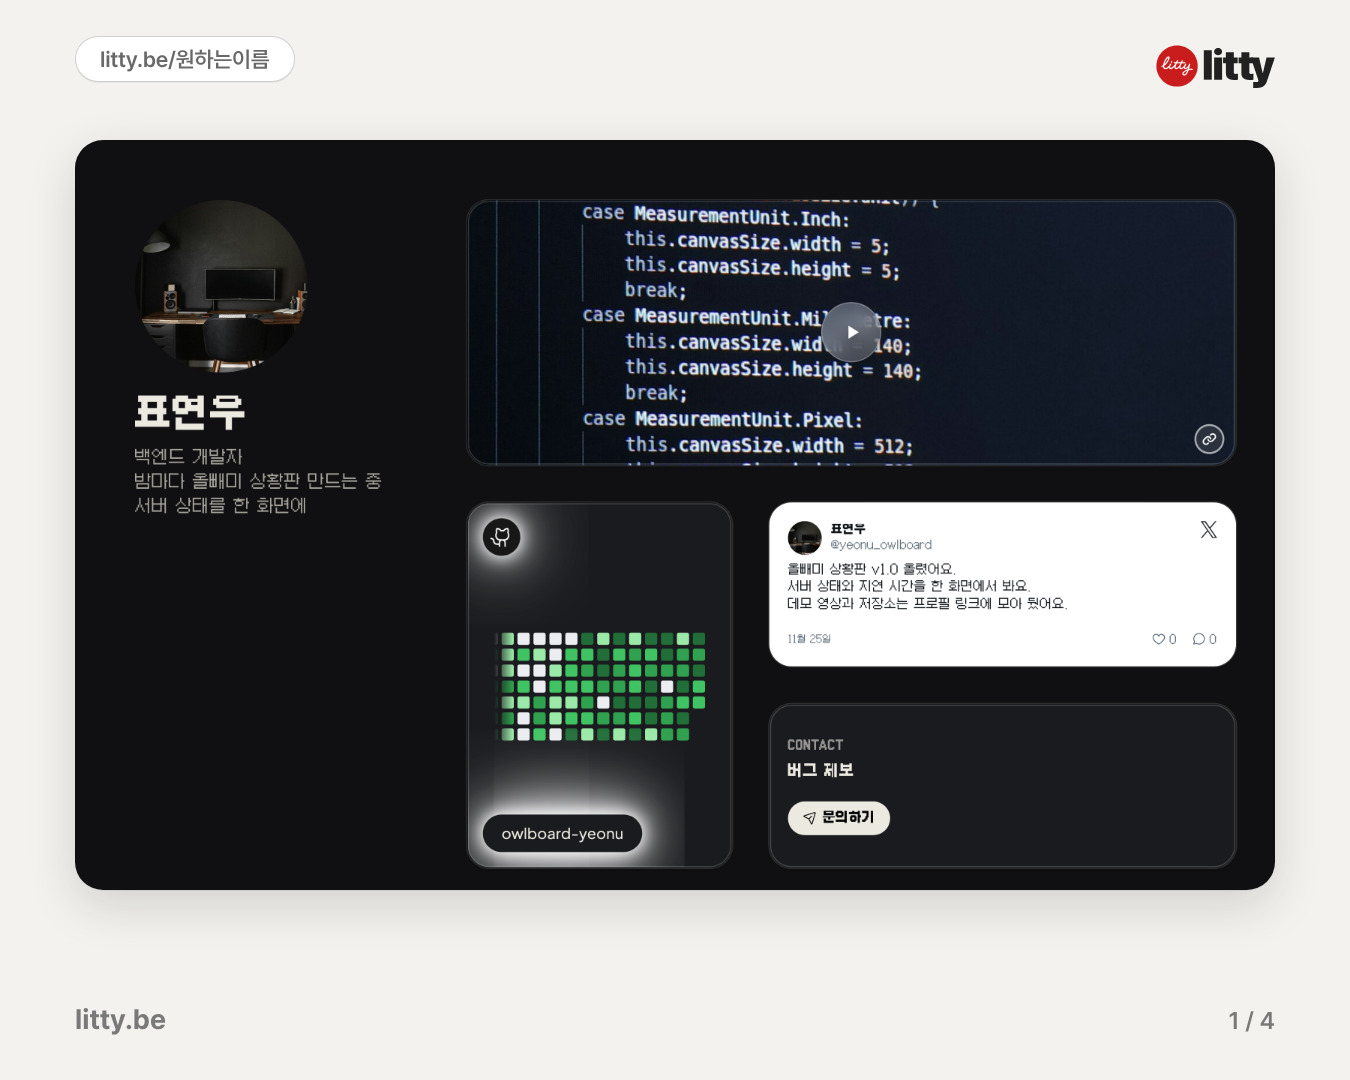 litty.be/원하는이름
litty litty
case MeasurementUnit.Inch:
this.canvasSize.width = 5;
this.canvasSize.height = 5;
break;
case MeasurementUnit.Mil etre:
this.canvasSize.wid 140;
this.canvasSize.height = 140;
break;
case MeasurementUnit.Pixel:
this.canvasSize.width = 512;
표연우
백엔드 개발자
밤마다 올빼미 상황판 만드는 중
서버 상태를 한 화면에
owlboard-yeonu
표연우
@yeonu_owlboard
올빼미 상황판 v1.0 올렸어요.
서버 상태와 지연 시간을 한 화면에서 봐요.
데모 영상과 저장소는 프로필 링크에 모아 뒀어요.
11월 25일
0 0
CONTACT
버그 제보
문의하기
litty.be
1 / 4